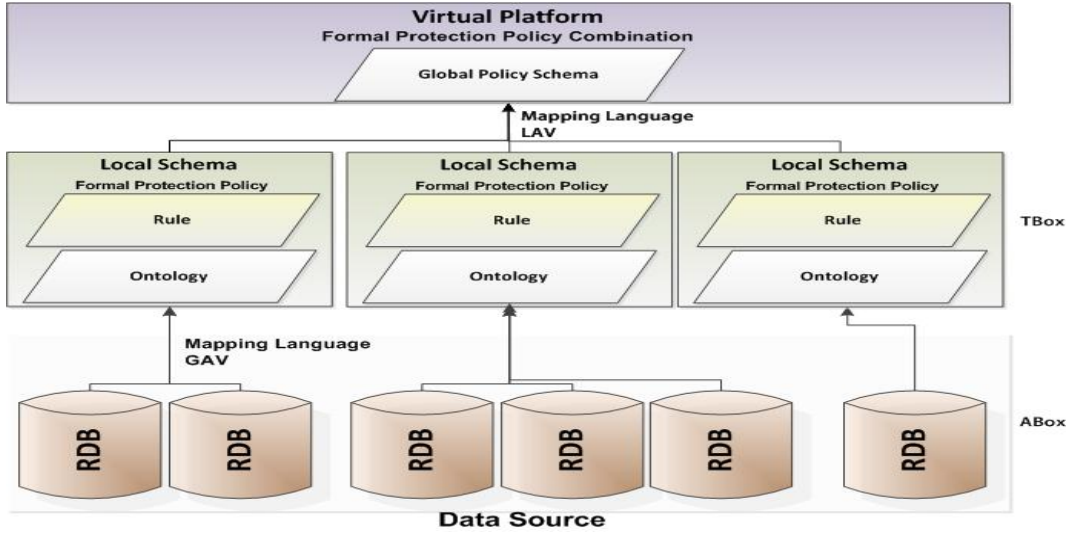 Virtual Platform
Formal Protection Policy Combination
Global Policy Schema
Mapping Language
LAV
Local Schema
Formal Protection Policy
Rule
Ontology
Local Schema
Formal Protection Policy
Rule
Ontology
Local Schema
Formal Protection Policy
Rule
Ontology
TBox
Mapping Language
GAV
RDB
RDB
RDB
RDB
RDB
RDB
ABox
Data Source